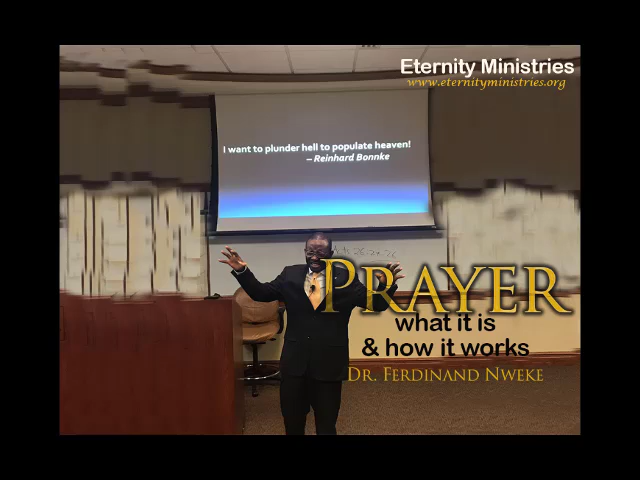 Eternity Ministries
www.eternityministries.org
I want to plunder hell to populate heaven!
– Reinhard Bonnke
PRAYER
what it is
& how it works
DR. FERDINAND NWEKE